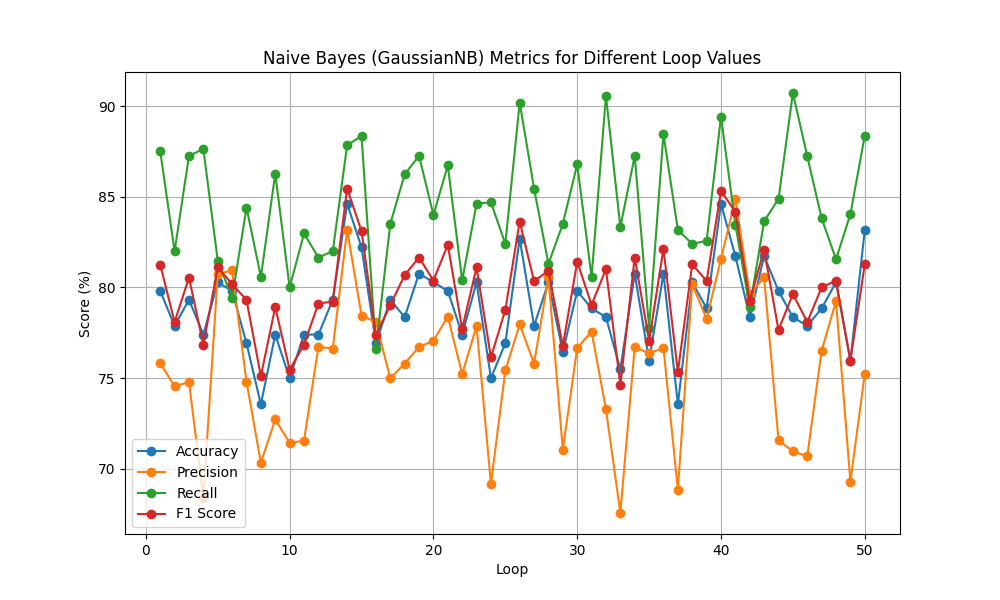 Naive Bayes (GaussianNB) Metrics for Different Loop Values
Score (%)
90
85
80
75
70
Accuracy
Precision
Recall
F1 Score
0 10 20 30 40 50
Loop